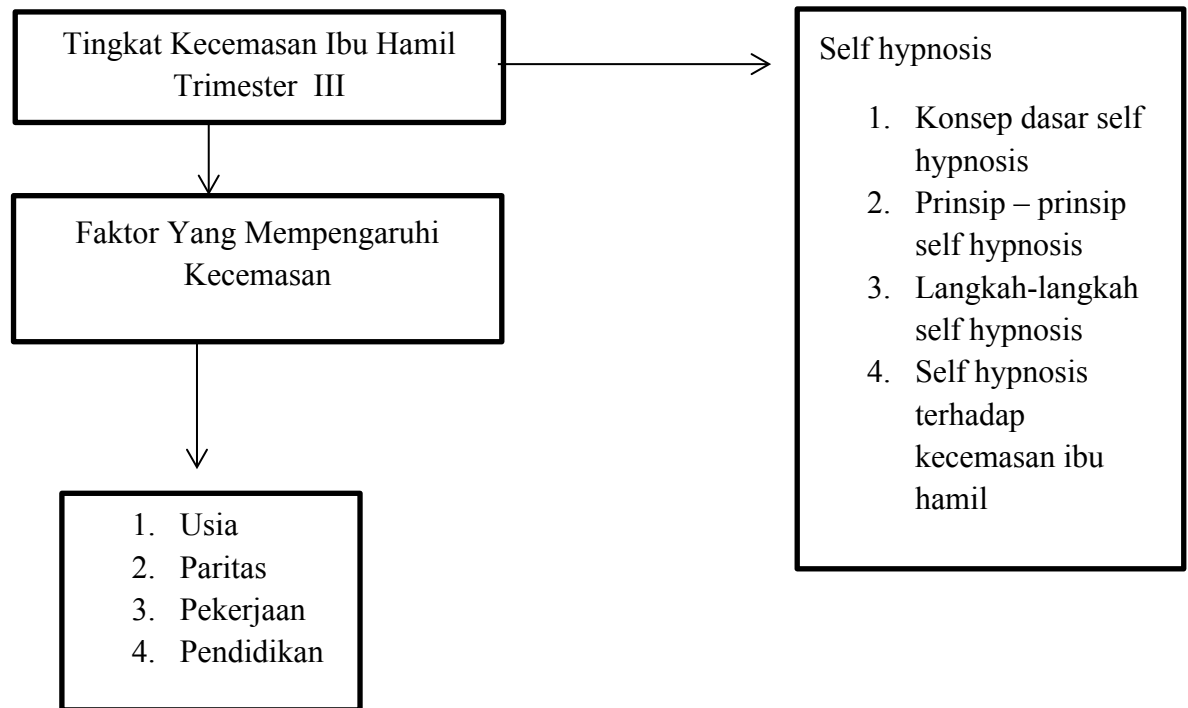 Tingkat Kecemasan Ibu Hamil
Trimester III
Faktor Yang Mempengaruhi
Kecemasan
1. Usia
2. Paritas
3. Pekerjaan
4. Pendidikan
Self hypnosis
1. Konsep dasar self
hypnosis
2. Prinsip – prinsip
self hypnosis
3. Langkah-langkah
self hypnosis
4. Self hypnosis
terhadap
kecemasan ibu
hamil